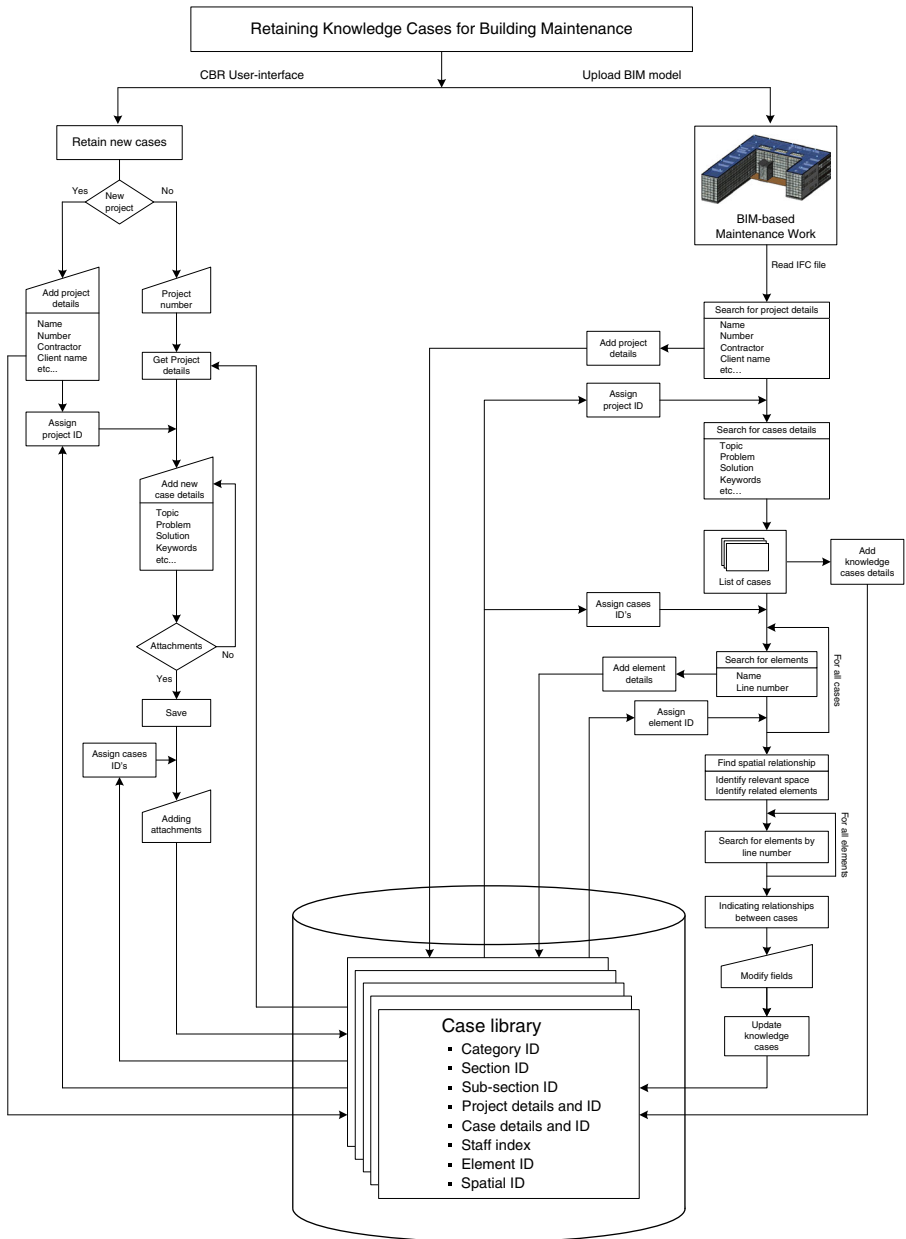 Retaining Knowledge Cases for Building Maintenance
CBR User-interface
Upload BIM model
Retain new cases
Yes
New
project
No
Add project
details
Name
Number
Contractor
Client name
etc...
Project
number
Get Project
details
Assign
project ID
Add new
case details
Topic
Problem
Solution
Keywords
etc...
Attachments
No
Yes
Save
Assign cases
ID's
Adding
attachments
BIM-based
Maintenance Work
Read IFC file
Search for project details
Name
Number
Contractor
Client name
etc...
Add project
details
Assign
project ID
Search for cases details
Topic
Problem
Solution
Keywords
etc...
List of cases
Add
knowledge
cases details
Assign cases
ID's
Search for elements
Name
Line number
For all cases
Add element
details
Assign
element ID
Find spatial relationship
Identify relevant space
Identify related elements
Search for elements by
line number
For all elements
Indicating relationships
between cases
Modify fields
Update
knowledge
cases
Case library
▪ Category ID
▪ Section ID
▪ Sub-section ID
▪ Project details and ID
▪ Case details and ID
▪ Staff index
▪ Element ID
▪ Spatial ID